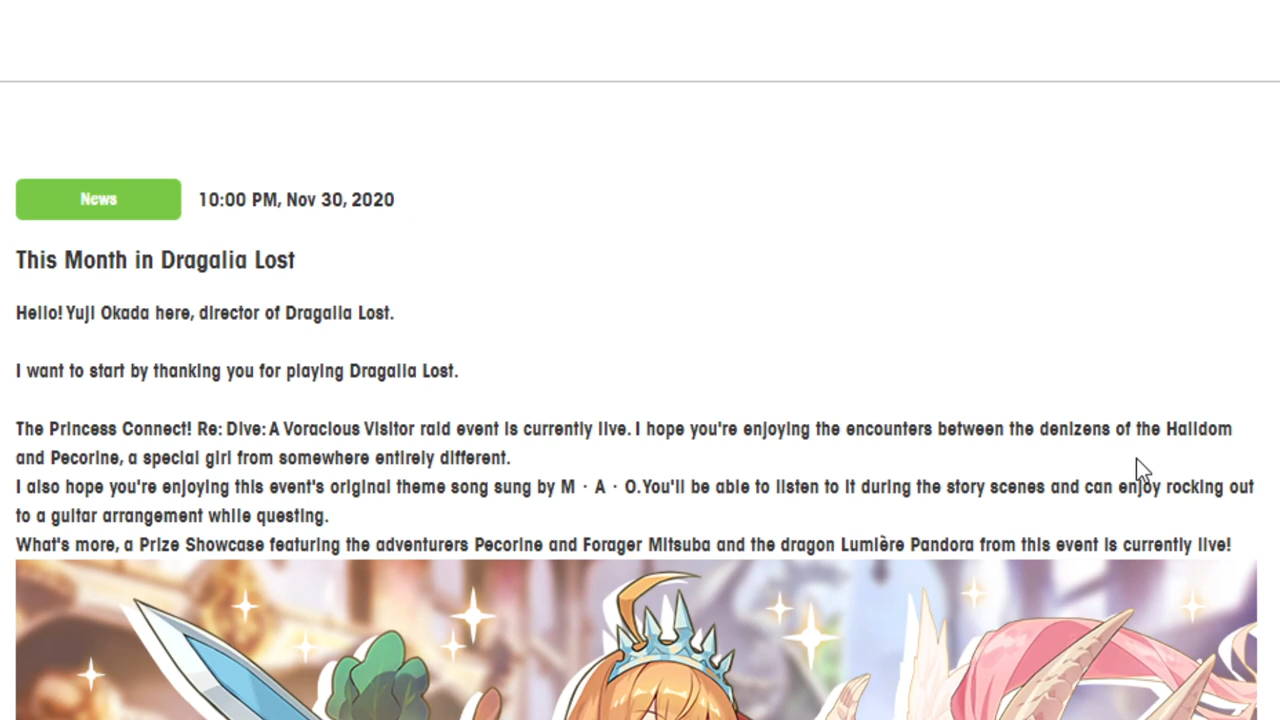 News
10:00 PM, Nov 30, 2020
This Month in Dragalia Lost
Hello! Yuji Okada here, director of Dragalia Lost.
I want to start by thanking you for playing Dragalia Lost.
The Princess Connect! Re: Dive: A Voracious Visitor raid event is currently live. I hope you're enjoying the encounters between the denizens of the Halidom
and Pecorine, a special girl from somewhere entirely different.
I also hope you're enjoying this event's original theme song sung by M · A · O. You'll be able to listen to it during the story scenes and can enjoy rocking out
to a guitar arrangement while questing.
What's more, a Prize Showcase featuring the adventurers Pecorine and Forager Mitsuba and the dragon Lumière Pandora from this event is currently live!